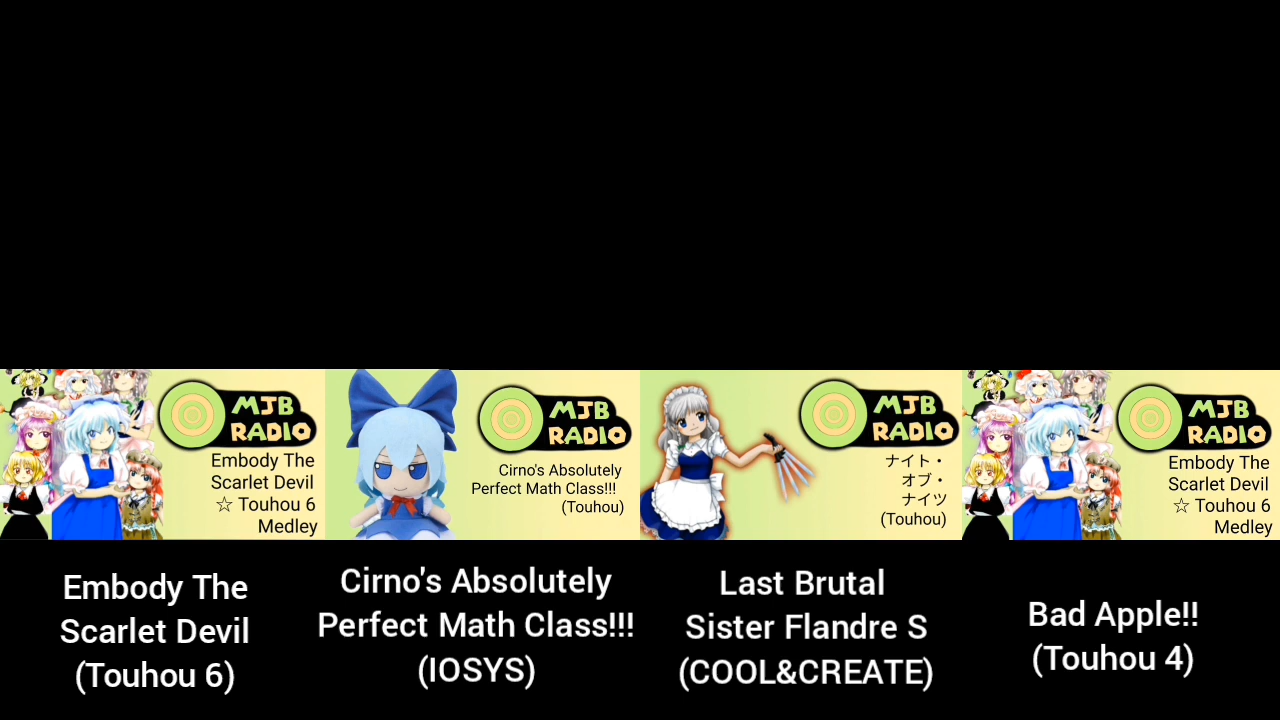 MJB
RADIO
Embody The
Scarlet Devil
☆ Touhou 6
Medley
MJB
RADIO
Cirno's Absolutely
Perfect Math Class!!!
(Touhou)
MJB
RADIO
ナイト・
オブ・
ナイツ
(Touhou)
MJB
RADIO
Embody The
Scarlet Devil
☆ Touhou 6
Medley
Embody The
Scarlet Devil
(Touhou 6)
Cirno's Absolutely
Perfect Math Class!!!
(IOSYS)
Last Brutal
Sister Flandre S
(COOL&CREATE)
Bad Apple!!
(Touhou 4)